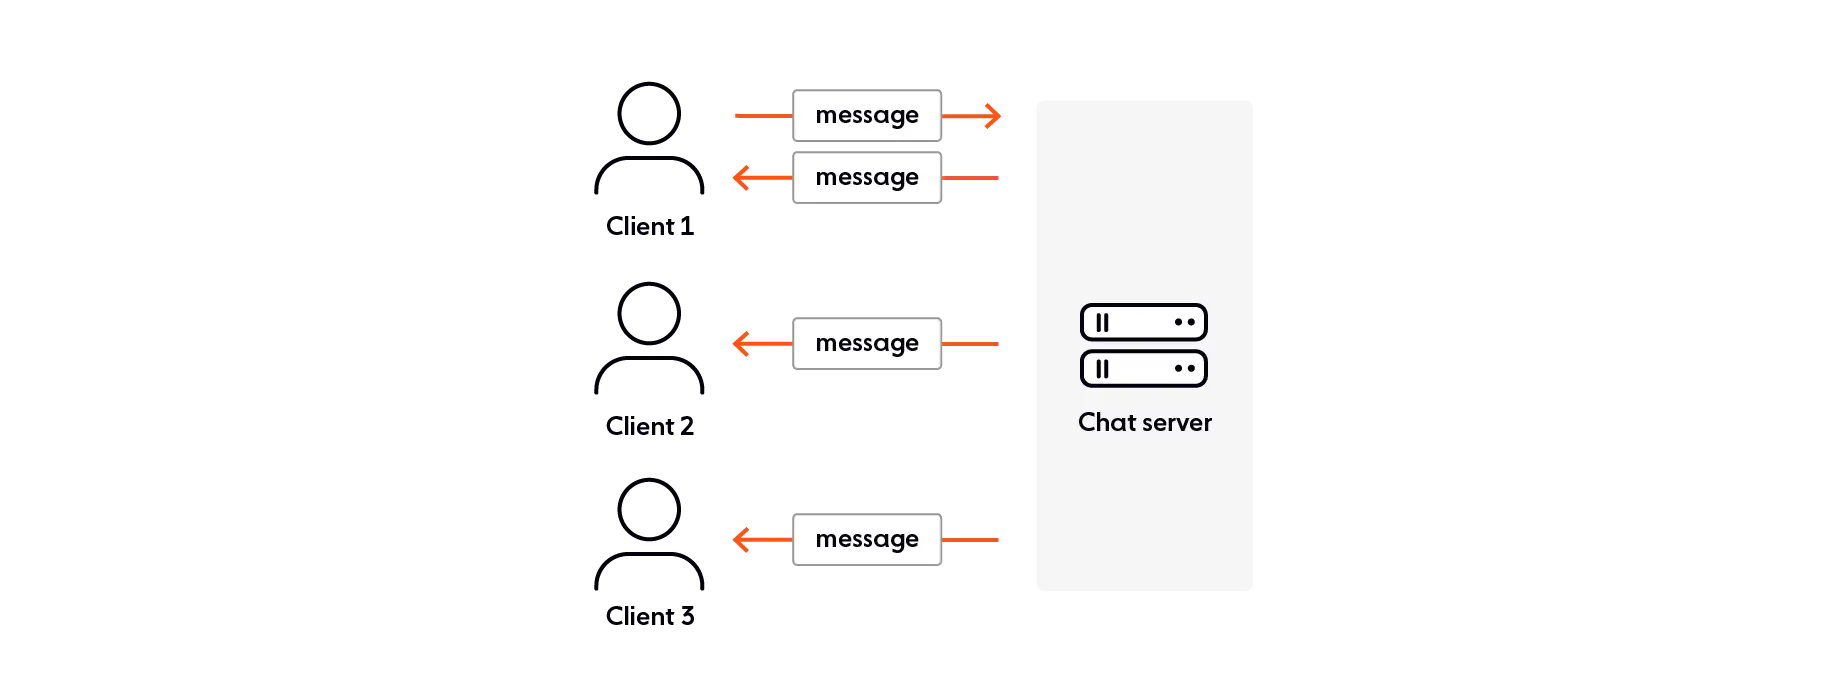 message
message
Client 1
message
Client 2
Chat server
message
Client 3